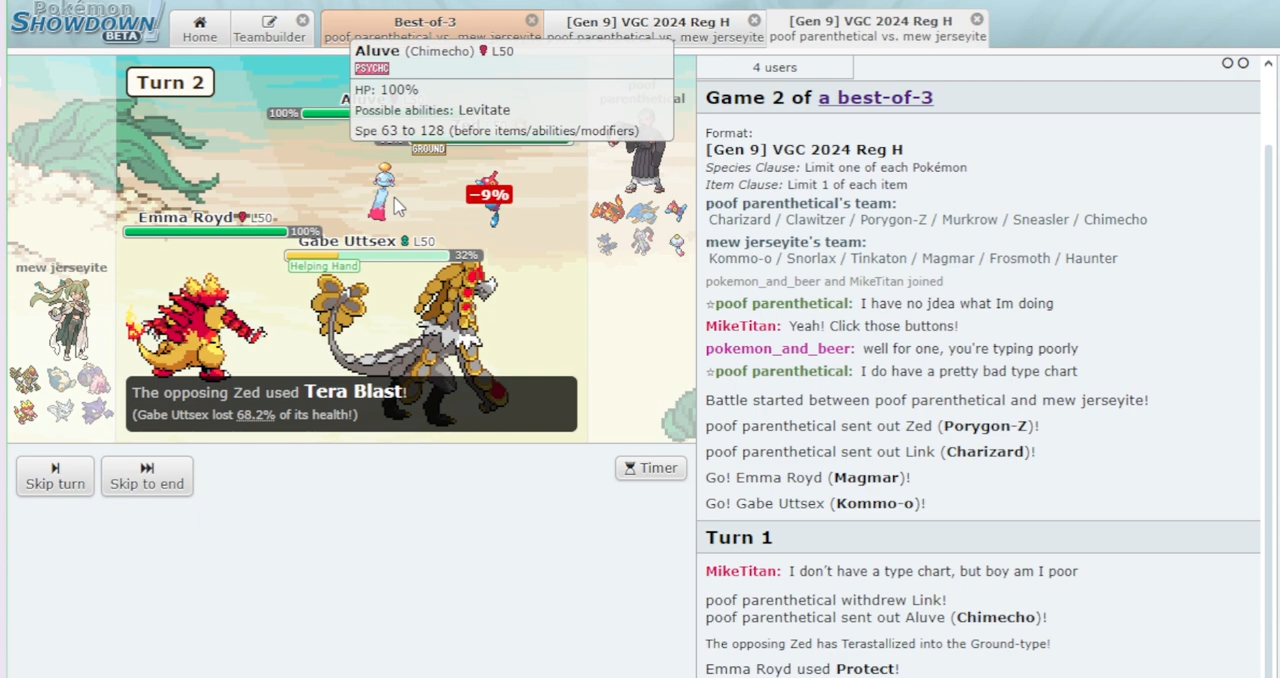 Pokémon
SHOWDOWN
BETA
Home
Teambuilder
Best-of-3
poof parenthetical vs. mew jerseyite
[Gen 9] VGC 2024 Reg H
poof parenthetical vs. mew jerseyite
[Gen 9] VGC 2024 Reg H
poof parenthetical vs. mew jerseyite
Turn 2
Aluve (Chimecho) L50
PSYCHC
HP: 100%
Possible abilities: Levitate
Spe 63 to 128 (before items/abilities/modifiers)
100%
GROUND
poof
parenthetical
−9%
Emma Royd L50
100%
Gabe Uttsex L50
32%
Helping Hand
mew jerseyite
The opposing Zed used Tera Blast!
(Gabe Uttsex lost 68.2% of its health!)
Skip turn
Skip to end
Timer
4 users
Game 2 of a best-of-3
Format:
[Gen 9] VGC 2024 Reg H
Species Clause: Limit one of each Pokémon
Item Clause: Limit 1 of each item
poof parenthetical's team:
Charizard / Clawitzer / Porygon-Z / Murkrow / Sneasler / Chimecho
mew jerseyite's team:
Kommo-o / Snorlax / Tinkaton / Magmar / Frosmoth / Haunter
pokemon_and_beer and MikeTitan joined
☆poof parenthetical: I have no jdea what Im doing
MikeTitan: Yeah! Click those buttons!
pokemon_and_beer: well for one, you're typing poorly
☆poof parenthetical: I do have a pretty bad type chart
Battle started between poof parenthetical and mew jerseyite!
poof parenthetical sent out Zed (Porygon-Z)!
poof parenthetical sent out Link (Charizard)!
Go! Emma Royd (Magmar)!
Go! Gabe Uttsex (Kommo-o)!
Turn 1
MikeTitan: I don't have a type chart, but boy am I poor
poof parenthetical withdrew Link!
poof parenthetical sent out Aluve (Chimecho)!
The opposing Zed has Terastallized into the Ground-type!
Emma Royd used Protect!